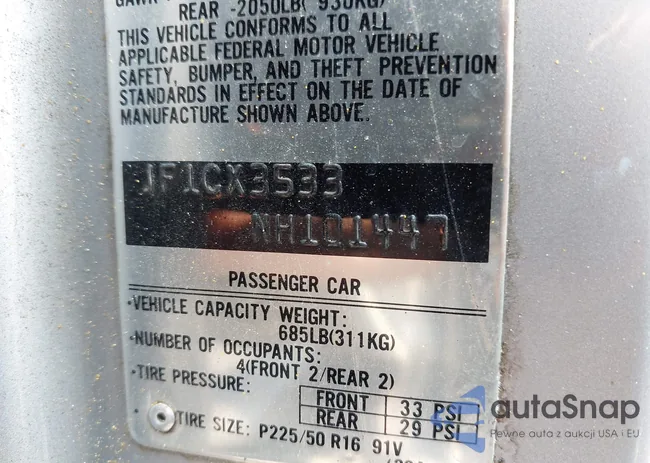 REAR -2050LB( 930KG)
THIS VEHICLE CONFORMS TO ALL
APPLICABLE FEDERAL MOTOR VEHICLE
SAFETY, BUMPER, AND THEFT PREVENTION
STANDARDS IN EFFECT ON THE DATE OF
MANUFACTURE SHOWN ABOVE.
JF1CX3533
NH101447
PASSENGER CAR
•VEHICLE CAPACITY WEIGHT:
685LB(311KG)
•NUMBER OF OCCUPANTS:
4(FRONT 2/REAR 2)
•TIRE PRESSURE:
FRONT 33 PSI
REAR 29 PSI
TIRE SIZE: P225/50 R16 91V
autaSnap
Pewne auta z aukcji USA i EU